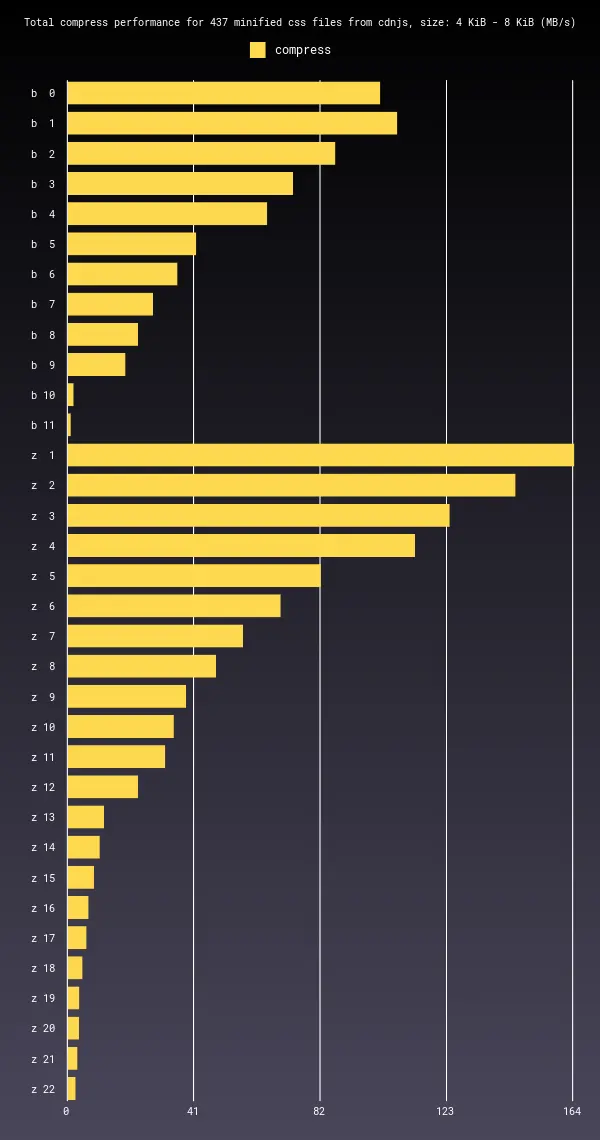 Total compress performance for 437 minified css files from cdnjs, size: 4 KiB - 8 KiB (MB/s)
compress
b 0
b 1
b 2
b 3
b 4
b 5
b 6
b 7
b 8
b 9
b 10
b 11
z 1
z 2
z 3
z 4
z 5
z 6
z 7
z 8
z 9
z 10
z 11
z 12
z 13
z 14
z 15
z 16
z 17
z 18
z 19
z 20
z 21
z 22
0 41 82 123 164